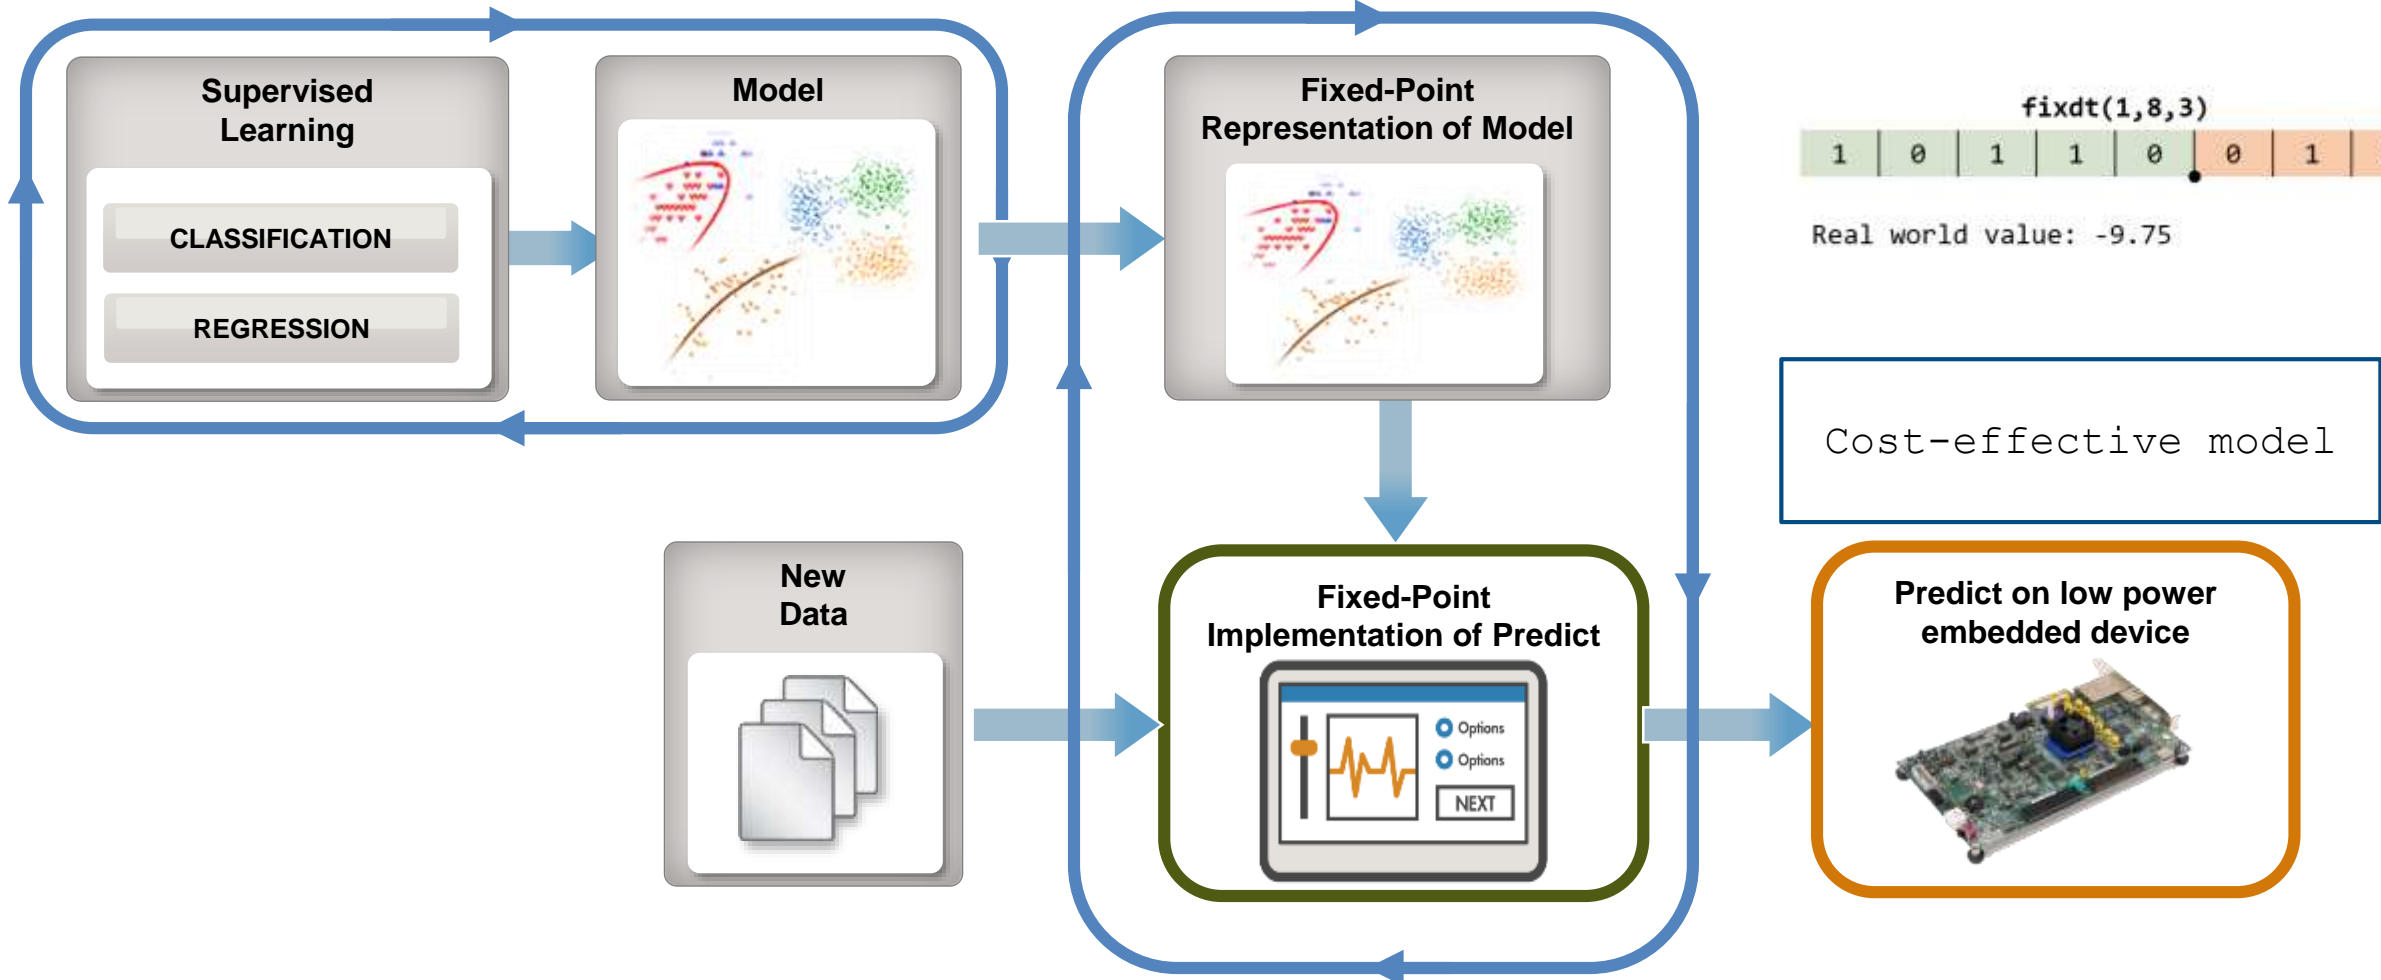 Supervised
Learning
CLASSIFICATION
REGRESSION
Model
Fixed-Point
Representation of Model
fixdt(1,8,3)
1 0 1 1 0 0 1
Real world value: -9.75
Cost-effective model
New
Data
Fixed-Point
Implementation of Predict
Options
Options
NEXT
Predict on low power
embedded device